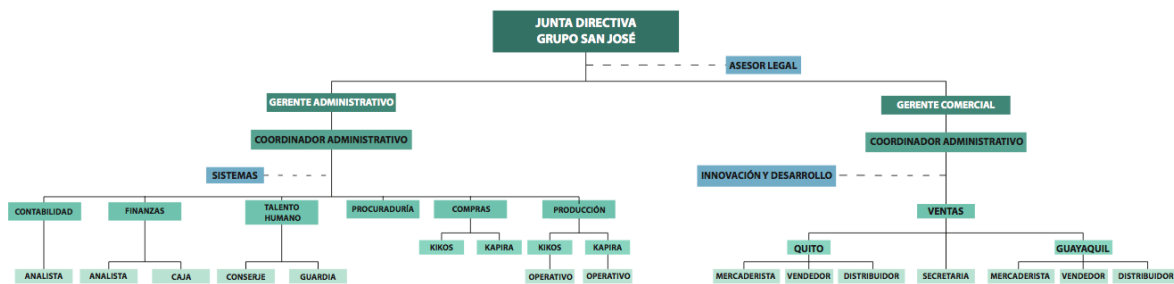 JUNTA DIRECTIVA
GRUPO SAN JOSÉ
ASESOR LEGAL
GERENTE ADMINISTRATIVO
GERENTE COMERCIAL
COORDINADOR ADMINISTRATIVO
COORDINADOR ADMINISTRATIVO
SISTEMAS
INNOVACIÓN Y DESARROLLO
CONTABILIDAD
FINANZAS
TALENTO
HUMANO
PROCURADURÍA
COMPRAS
PRODUCCIÓN
VENTAS
KIKOS
KAPIRA
KIKOS
KAPIRA
QUITO
GUAYAQUIL
ANALISTA
ANALISTA
CAJA
CONSERJE
GUARDIA
OPERATIVO
OPERATIVO
MERCADERISTA
VENDEDOR
DISTRIBUIDOR
SECRETARIA
MERCADERISTA
VENDEDOR
DISTRIBUIDOR